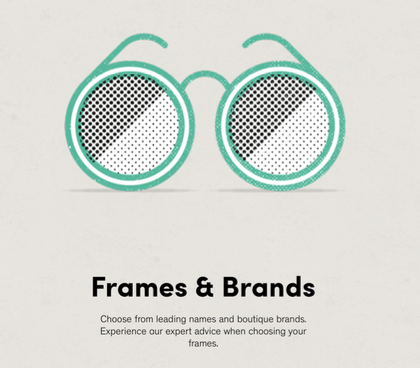 Frames & Brands
Choose from leading names and boutique brands.
Experience our expert advice when choosing your
frames.